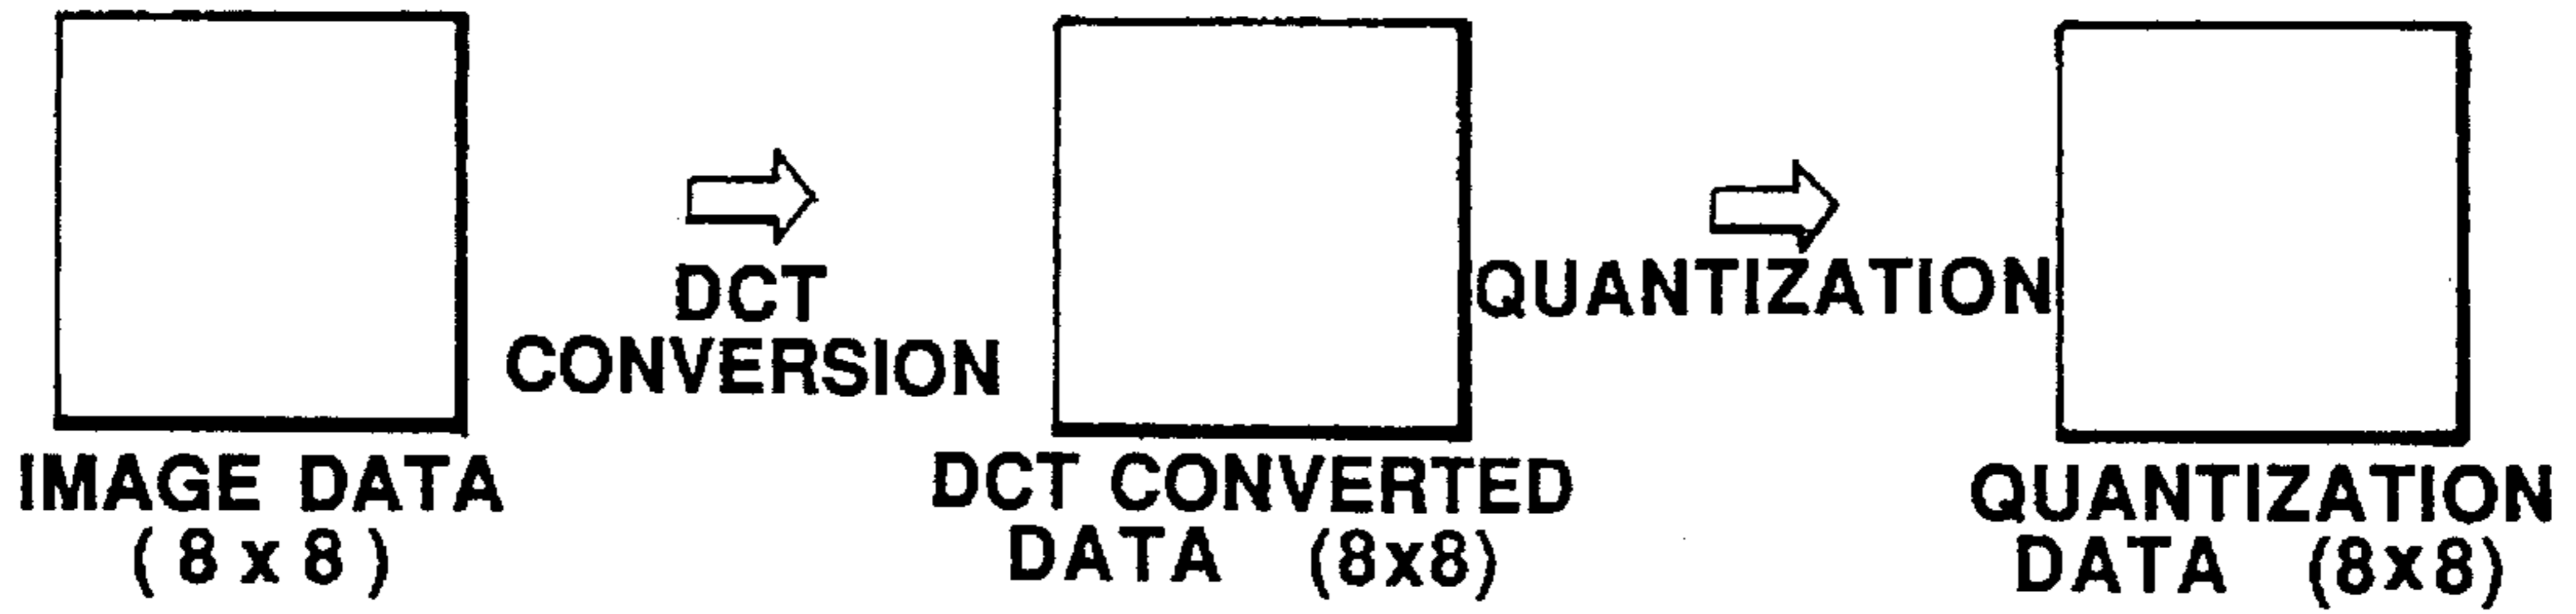 DCT
CONVERSION
QUANTIZATION
IMAGE DATA
( 8 x 8 )
DCT CONVERTED
DATA (8x8)
QUANTIZATION
DATA (8x8)